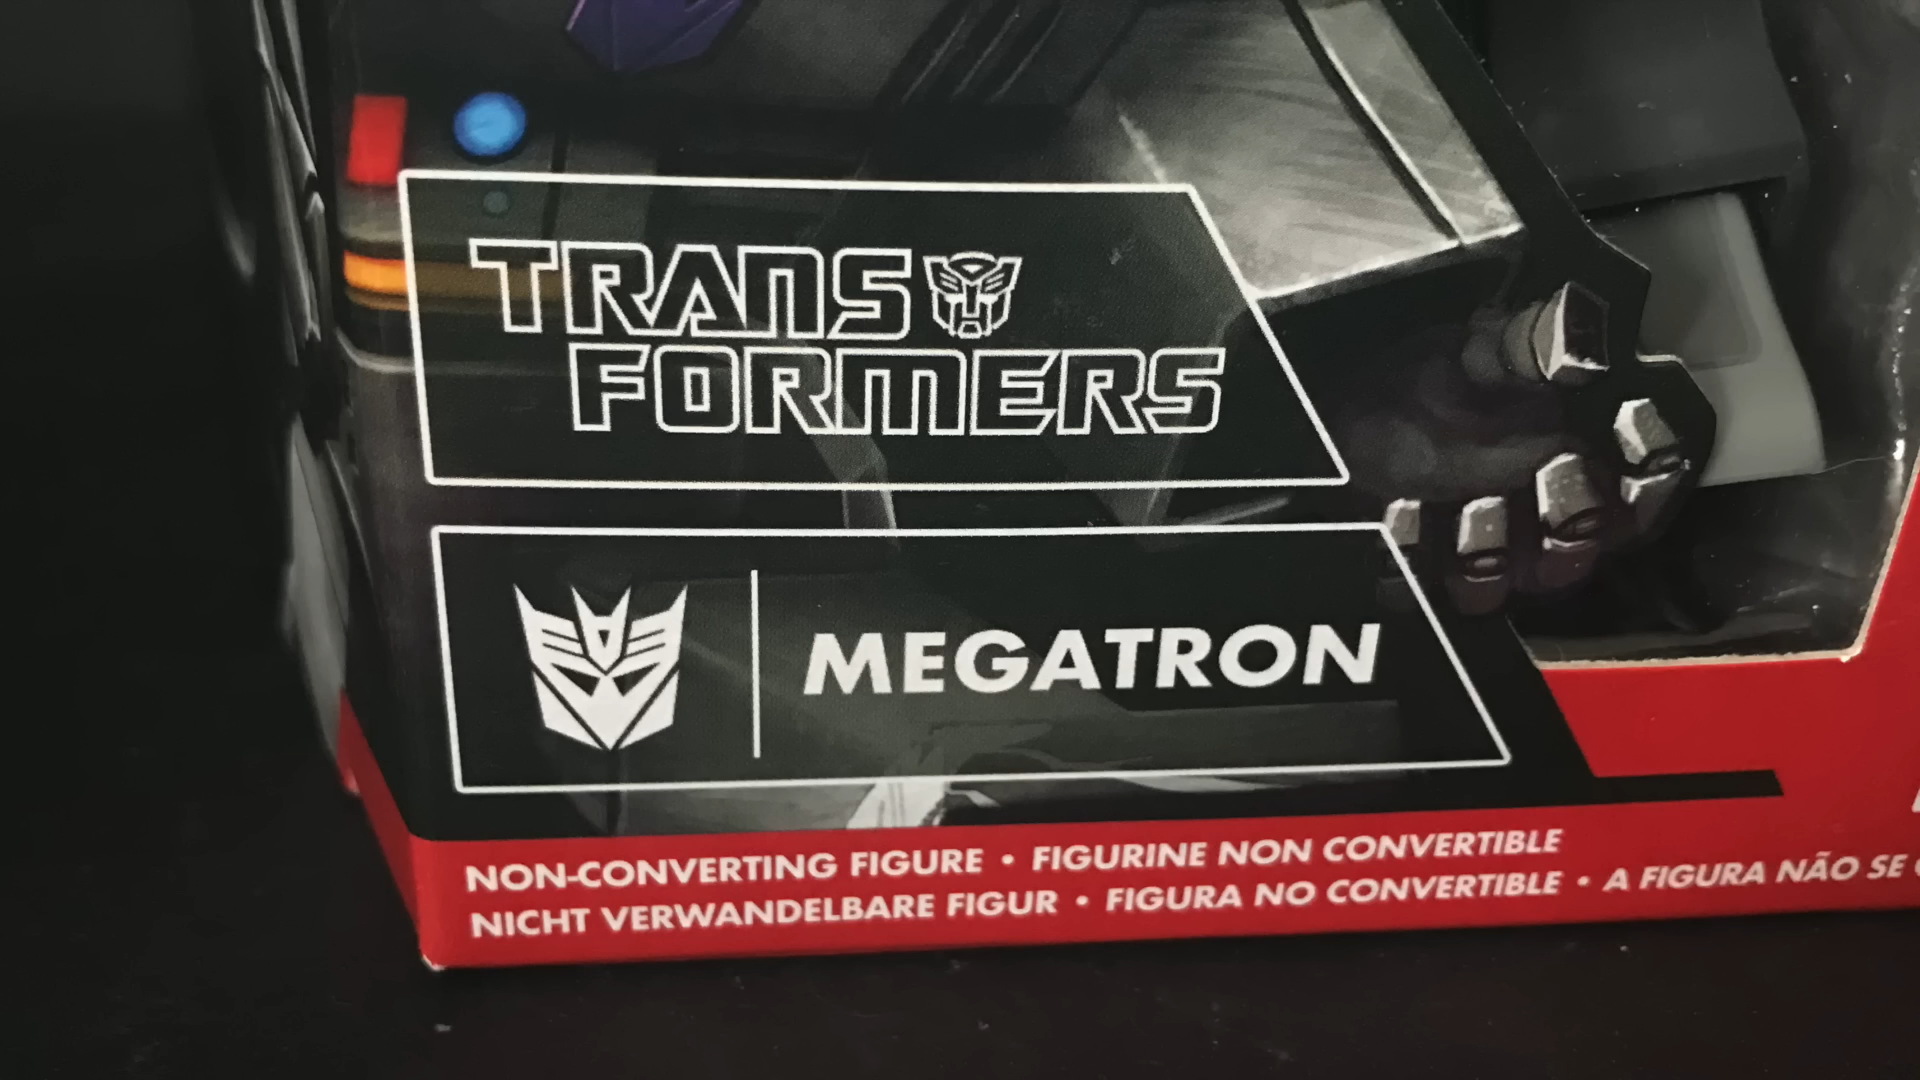 TRANS
FORMERS
MEGATRON
NON-CONVERTING FIGURE • FIGURINE NON CONVERTIBLE
NICHT VERWANDELBARE FIGUR • FIGURA NO CONVERTIBLE • A FIGURA NÃO SE